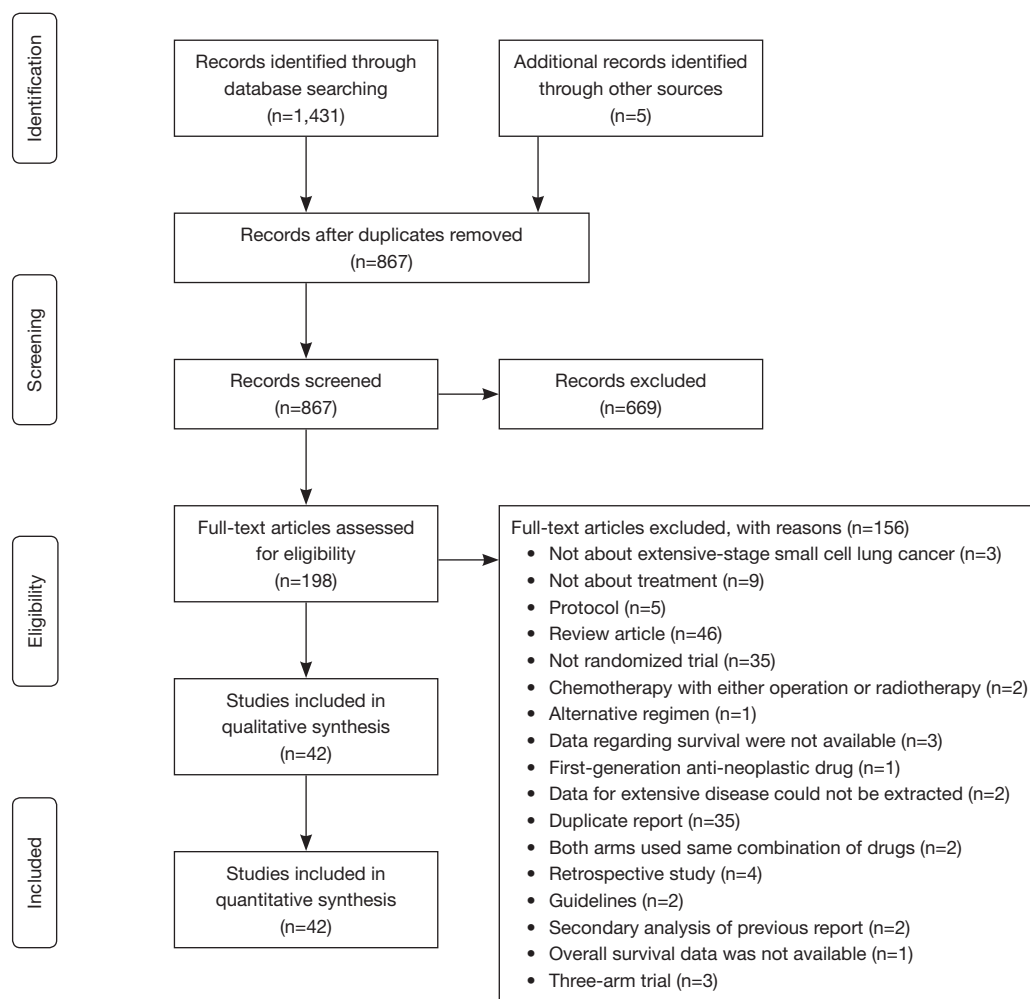 Identification
Records identified through
database searching
(n=1,431)
Additional records identified
through other sources
(n=5)
Records after duplicates removed
(n=867)
Screening
Records screened
(n=867)
Records excluded
(n=669)
Eligibility
Full-text articles assessed
for eligibility
(n=198)
Full-text articles excluded, with reasons (n=156)
• Not about extensive-stage small cell lung cancer (n=3)
• Not about treatment (n=9)
• Protocol (n=5)
• Review article (n=46)
• Not randomized trial (n=35)
• Chemotherapy with either operation or radiotherapy (n=2)
• Alternative regimen (n=1)
• Data regarding survival were not available (n=3)
• First-generation anti-neoplastic drug (n=1)
• Data for extensive disease could not be extracted (n=2)
• Duplicate report (n=35)
• Both arms used same combination of drugs (n=2)
• Retrospective study (n=4)
• Guidelines (n=2)
• Secondary analysis of previous report (n=2)
• Overall survival data was not available (n=1)
• Three-arm trial (n=3)
Studies included in
qualitative synthesis
(n=42)
Included
Studies included in
quantitative synthesis
(n=42)